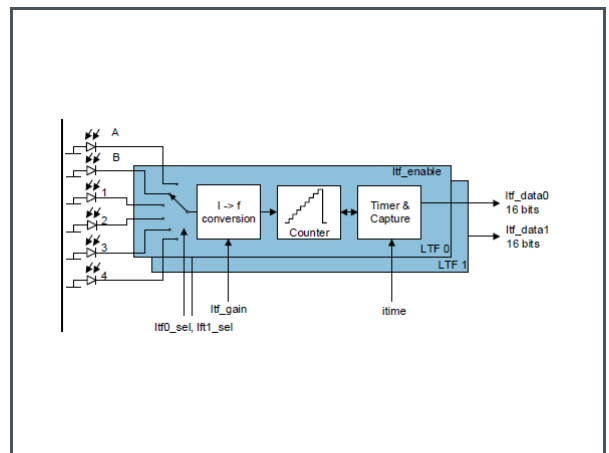 A
B
1
2
3
4
ltf_enable
I -> f
conversion
Counter
Timer &
Capture
LTF 0
LTF 1
ltf_data0
16 bits
ltf_data1
16 bits
ltf_gain
itime
ltf0_sel, lft1_sel